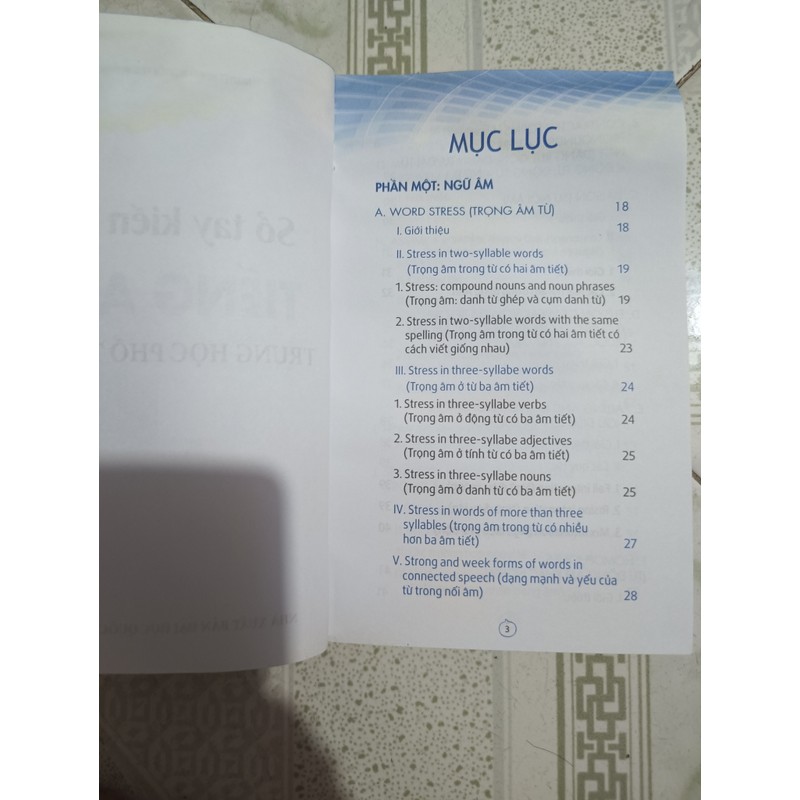 MỤC LỤC
PHẦN MỘT: NGỮ ÂM
A. WORD STRESS (TRỌNG ÂM TỪ) 18
I. Giới thiệu 18
II. Stress in two-syllable words
(Trọng âm trong từ có hai âm tiết) 19
1. Stress: compound nouns and noun phrases
(Trọng âm: danh từ ghép và cụm danh từ) 19
2. Stress in two-syllable words with the same
spelling (Trọng âm trong từ có hai âm tiết có
cách viết giống nhau) 23
III. Stress in three-syllabe words
(Trọng âm ở từ ba âm tiết) 24
1. Stress in three-syllabe verbs
(Trọng âm ở động từ có ba âm tiết) 24
2. Stress in three-syllabe adjectives
(Trọng âm ở tính từ có ba âm tiết) 25
3. Stress in three-syllabe nouns
(Trọng âm ở danh từ có ba âm tiết) 25
IV. Stress in words of more than three
syllables (trọng âm trong từ có nhiều
hơn ba âm tiết) 27
V. Strong and week forms of words in
connected speech (dạng mạnh và yếu của
từ trong nối âm) 28
3